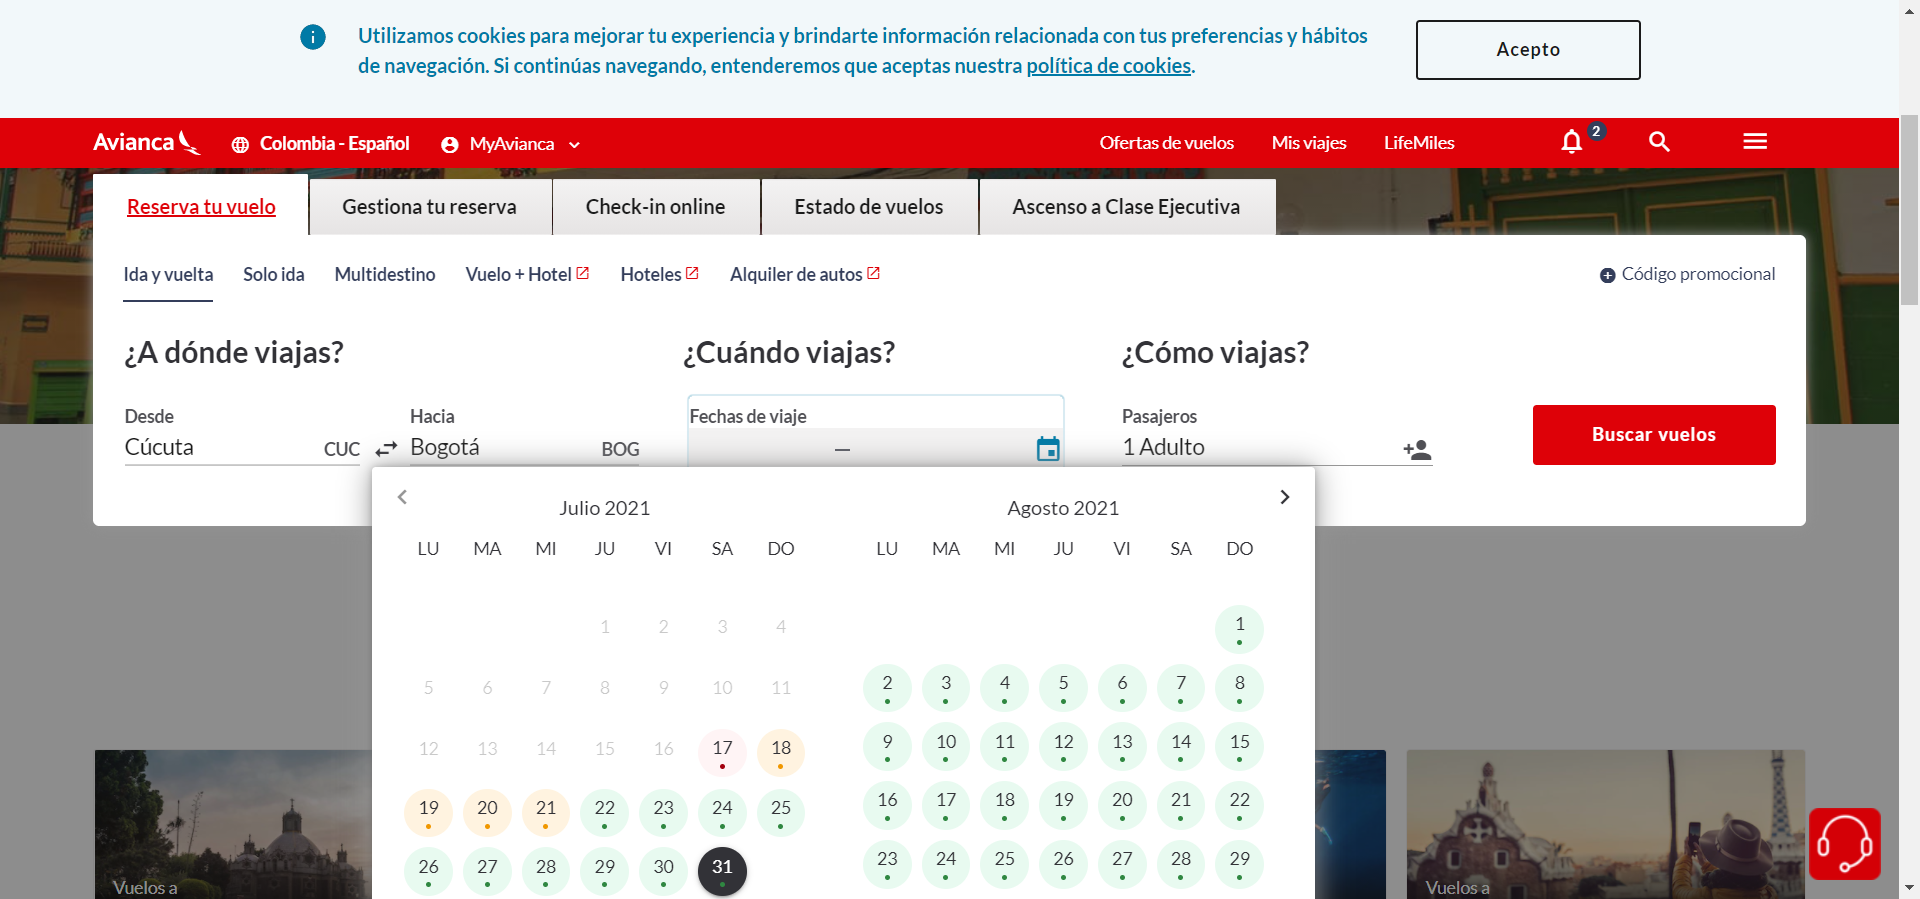 Utilizamos cookies para mejorar tu experiencia y brindarte información relacionada con tus preferencias y hábitos
de navegación. Si continúas navegando, entenderemos que aceptas nuestra política de cookies.
Acepto
Avianca
Colombia - Español
MyAvianca
Ofertas de vuelos
Mis viajes
LifeMiles
2
Reserva tu vuelo
Gestiona tu reserva
Check-in online
Estado de vuelos
Ascenso a Clase Ejecutiva
Ida y vuelta
Solo ida
Multidestino
Vuelo + Hotel
Hoteles
Alquiler de autos
Código promocional
¿A dónde viajas?
¿Cuándo viajas?
¿Cómo viajas?
Desde
Cúcuta CUC
Hacia
Bogotá BOG
Fechas de viaje
—
Pasajeros
1 Adulto
Buscar vuelos
Julio 2021
LU MA MI JU VI SA DO
1 2 3 4
5 6 7 8 9 10 11
12 13 14 15 16 17 18
19 20 21 22 23 24 25
26 27 28 29 30 31
Agosto 2021
LU MA MI JU VI SA DO
1
2 3 4 5 6 7 8
9 10 11 12 13 14 15
16 17 18 19 20 21 22
23 24 25 26 27 28 29
Vuelos a
Vuelos a